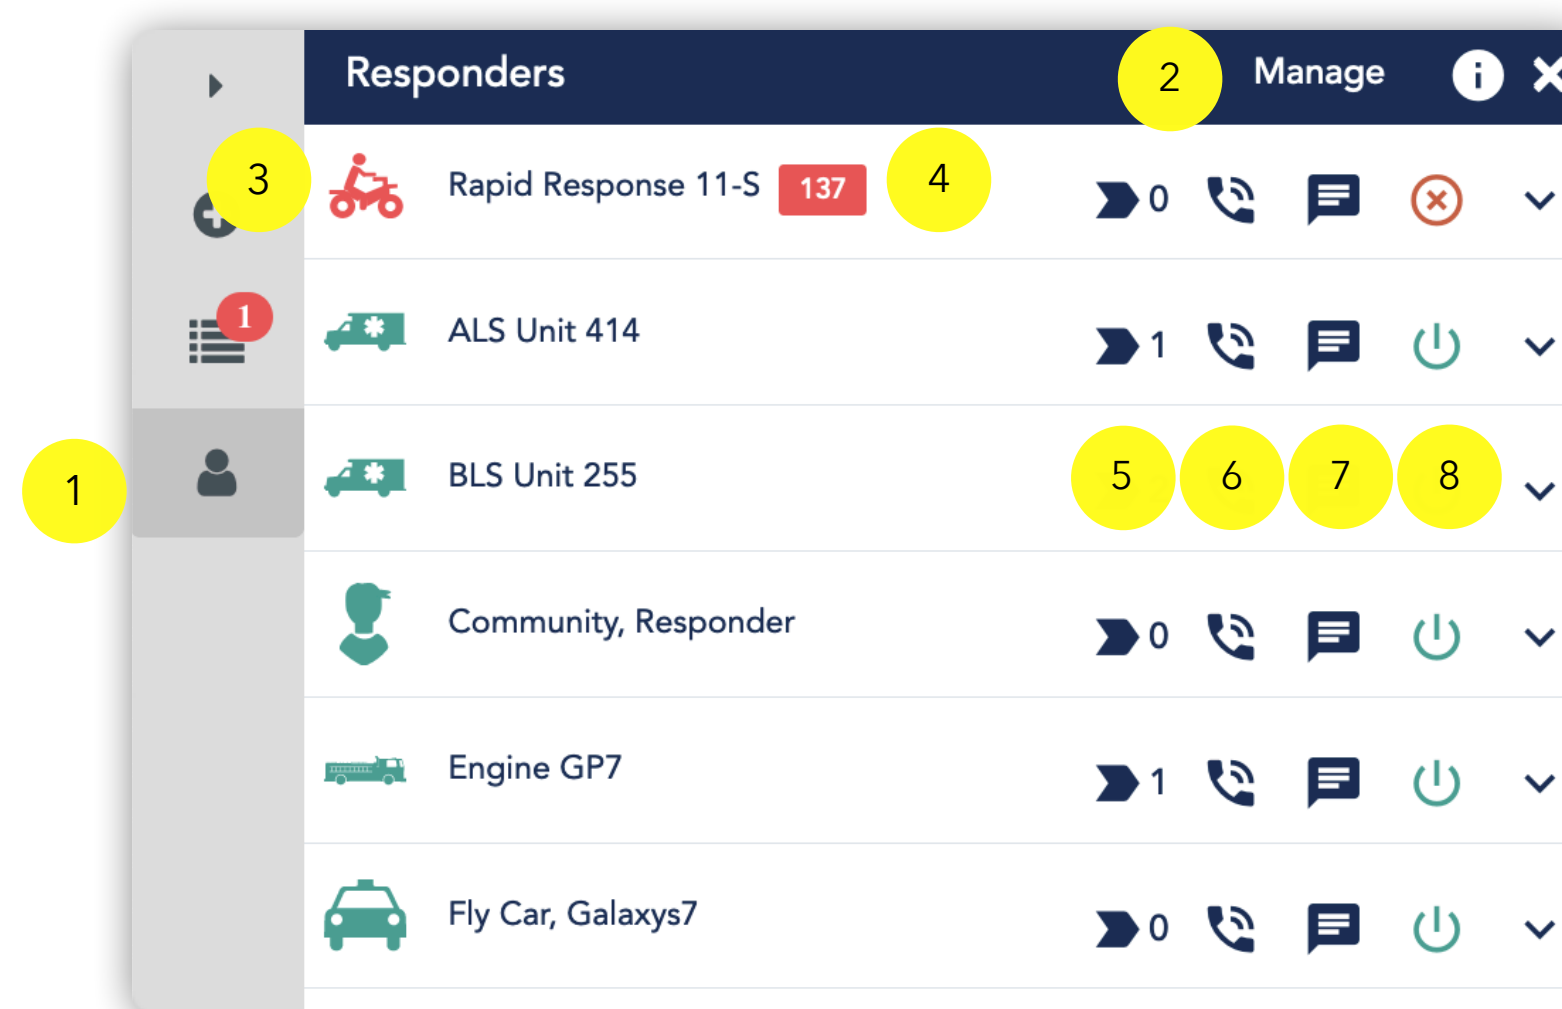 Responders 2 Manage i
3 Rapid Response 11-S 137 4 0
1 ALS Unit 414 1
1 BLS Unit 255 5 6 7 8
Community, Responder 0
Engine GP7 1
Fly Car, Galaxys7 0